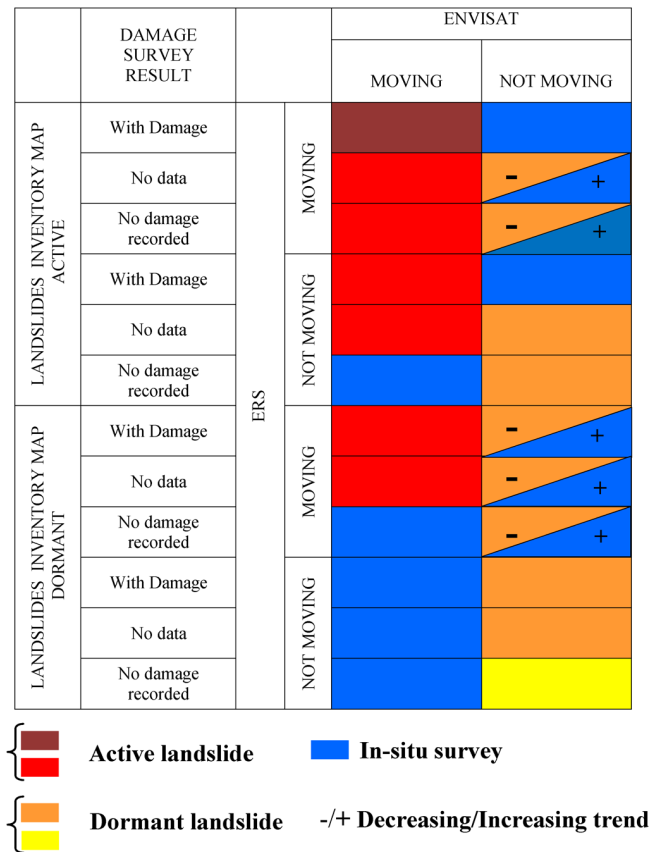 ENVISAT
DAMAGE
SURVEY
RESULT
MOVING
NOT MOVING
LANDSLIDES INVENTORY MAP
ACTIVE
ERS
MOVING
With Damage
No data
- +
No damage
recorded
- +
NOT MOVING
With Damage
No data
No damage
recorded
LANDSLIDES INVENTORY MAP
DORMANT
MOVING
With Damage
- +
No data
- +
No damage
recorded
- +
NOT MOVING
With Damage
No data
No damage
recorded
Active landslide
In-situ survey
Dormant landslide
-/+ Decreasing/Increasing trend